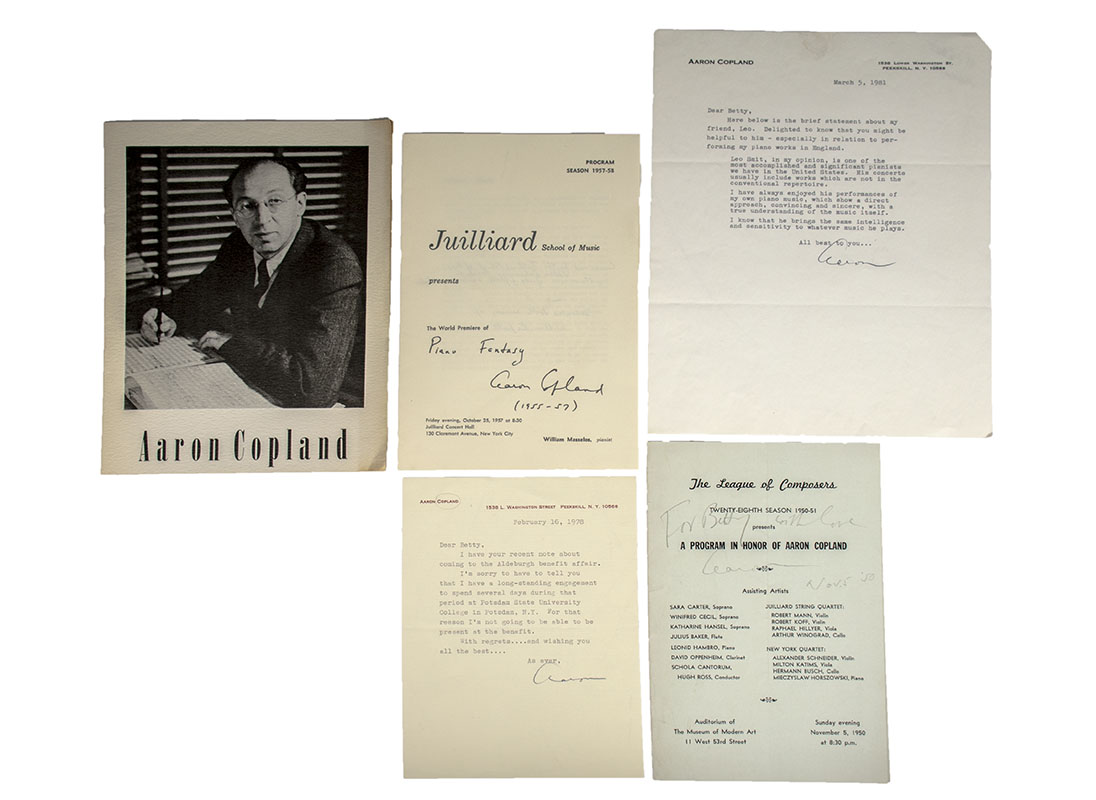 Aaron Copland
PROGRAM
SEASON 1957-58
Juilliard School of Music
presents
The World Premiere of
Piano Fantasy
Aaron Copland
(1955-57)
Friday evening, October 25, 1957 at 8:30
Juilliard Concert Hall
130 Claremont Avenue, New York City
William Masselos, pianist
AARON COPLAND
1538 LOWER WASHINGTON ST.
PEEKSKILL, N. Y. 10566
March 5, 1981
Dear Betty,
Here below is the brief statement about my
friend, Leo. Delighted to know that you might be
helpful to him - especially in relation to per-
forming my piano works in England.
Leo Smit, in my opinion, is one of the
most accomplished and significant pianists
we have in the United States. His concerts
usually include works which are not in the
conventional repertoire.
I have always enjoyed his performances of
my own piano music, which show a direct
approach, convincing and sincere, with a
true understanding of the music itself.
I know that he brings the same intelligence
and sensitivity to whatever music he plays.
All best to you...
Aaron
AARON COPLAND
1538 L. WASHINGTON STREET PEEKSKILL, N. Y. 10566
February 16, 1978
Dear Betty,
I have your recent note about
coming to the Aldeburgh benefit affair.
I'm sorry to have to tell you
that I have a long-standing engagement
to spend several days during that
period at Potsdam State University
College in Potsdam, N.Y. For that
reason I'm not going to be able to be
present at the benefit.
With regrets....and wishing you
all the best....
As ever,
Aaron
The League of Composers
TWENTY-EIGHTH SEASON 1950-51
For Betty with love
presents
A PROGRAM IN HONOR OF AARON COPLAND
Aaron
Nov 5 '50
Assisting Artists
SARA CARTER, Soprano
WINIFRED CECIL, Soprano
KATHARINE HANSEL, Soprano
JULIUS BAKER, Flute
LEONID HAMBRO, Piano
DAVID OPPENHEIM, Clarinet
SCHOLA CANTORUM,
HUGH ROSS, Conductor
JUILLIARD STRING QUARTET:
ROBERT MANN, Violin
ROBERT KOFF, Violin
RAPHAEL HILLYER, Viola
ARTHUR WINOGRAD, Cello
NEW YORK QUARTET:
ALEXANDER SCHNEIDER, Violin
MILTON KATIMS, Viola
HERMANN BUSCH, Cello
MIECZYSLAW HORSZOWSKI, Piano
Auditorium of
The Museum of Modern Art
11 West 53rd Street
Sunday evening
November 5, 1950
at 8:30 p.m.